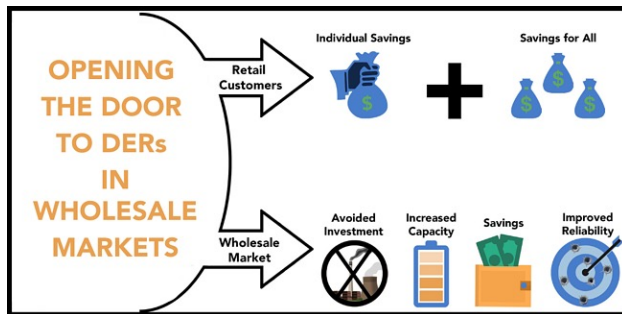 OPENING
THE DOOR
TO DERs
IN
WHOLESALE
MARKETS
Retail
Customers
Individual Savings
Savings for All
$
$
$
$
Wholesale
Market
Avoided
Investment
Increased
Capacity
Savings
Improved
Reliability